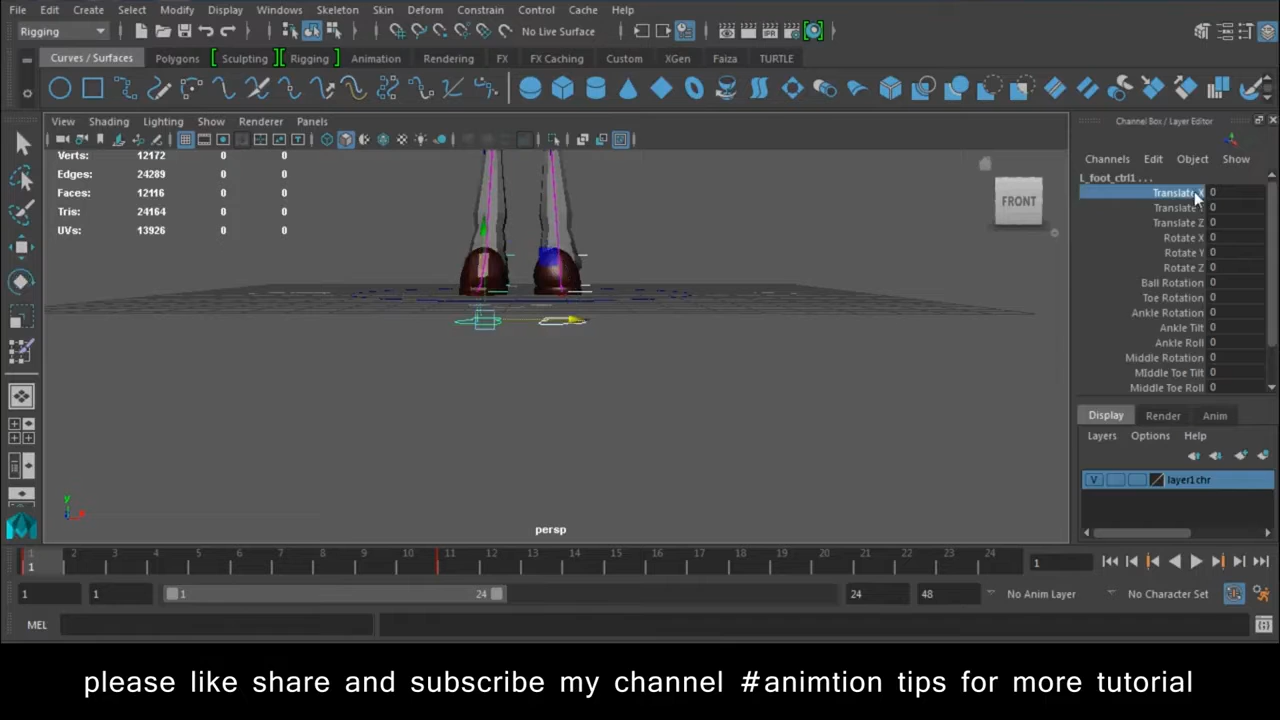 File Edit Create Select Modify Display Windows Skeleton Skin Deform Constrain Control Cache Help
Rigging No Live Surface
Curves / Surfaces Polygons Sculpting Rigging Animation Rendering FX FX Caching Custom XGen Faiza TURTLE
View Shading Lighting Show Renderer Panels
Channel Box / Layer Editor
Verts: 12172 0 0
Edges: 24289 0 0
Faces: 12116 0 0
Tris: 24164 0 0
UVs: 13926 0 0
FRONT
Channels Edit Object Show
L_foot_ctrl1 . . .
Translate X 0
Translate 0
Translate Z 0
Rotate X 0
Rotate Y 0
Rotate Z 0
Ball Rotation 0
Toe Rotation 0
Ankle Rotation 0
Ankle Tilt 0
Ankle Roll 0
Middle Rotation 0
MIddle Toe Tilt 0
Middle Toe Roll 0
Display Render Anim
Layers Options Help
V layer1chr
y
persp
1 2 3 4 5 6 7 8 9 10 11 12 13 14 15 16 17 18 19 20 21 22 23 24
1 1
1 1 1 24 24 48 No Anim Layer No Character Set
MEL
please like share and subscribe my channel #animtion tips for more tutorial